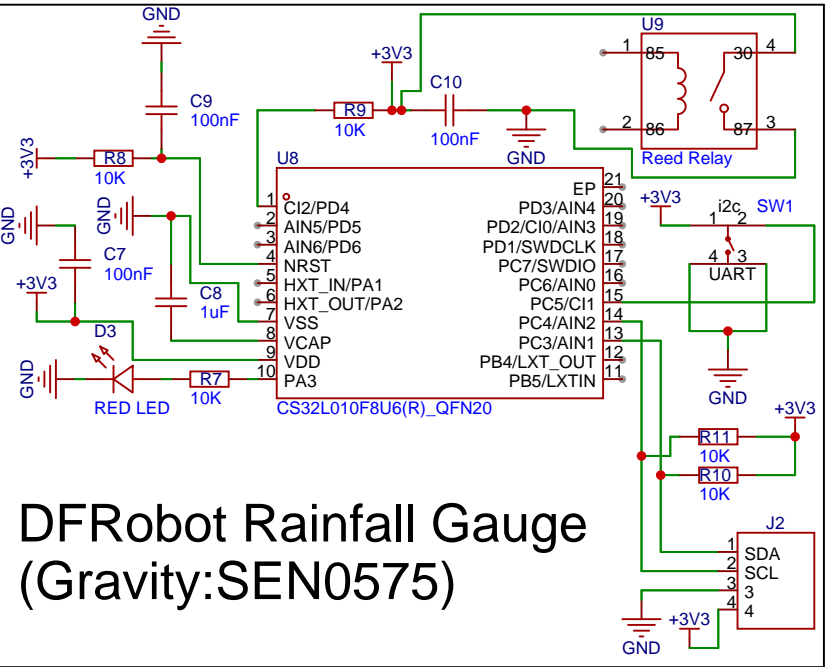 GND
U9
+3V3
C10
1
85
30
4
C9
100nF
R9
10K
100nF
GND
2
86
87
3
Reed Relay
+3V3
R8
10K
U8
GND
GND
1
CI2/PD4
2
AIN5/PD5
3
AIN6/PD6
4
NRST
5
HXT_IN/PA1
6
HXT_OUT/PA2
7
VSS
8
VCAP
9
VDD
10
PA3
EP
21
PD3/AIN4
20
PD2/CI0/AIN3
19
PD1/SWDCLK
18
PC7/SWDIO
17
PC6/AIN0
16
PC5/CI1
15
PC4/AIN2
14
PC3/AIN1
13
PB4/LXT_OUT
12
PB5/LXTIN
11
CS32L010F8U6(R)_QFN20
+3V3
i2c
SW1
1
2
4
3
UART
GND
C7
100nF
+3V3
C8
1uF
D3
GND
RED LED
R7
10K
+3V3
R11
10K
R10
10K
J2
1
SDA
2
SCL
3
3
4
4
+3V3
GND
DFRobot Rainfall Gauge
(Gravity:SEN0575)